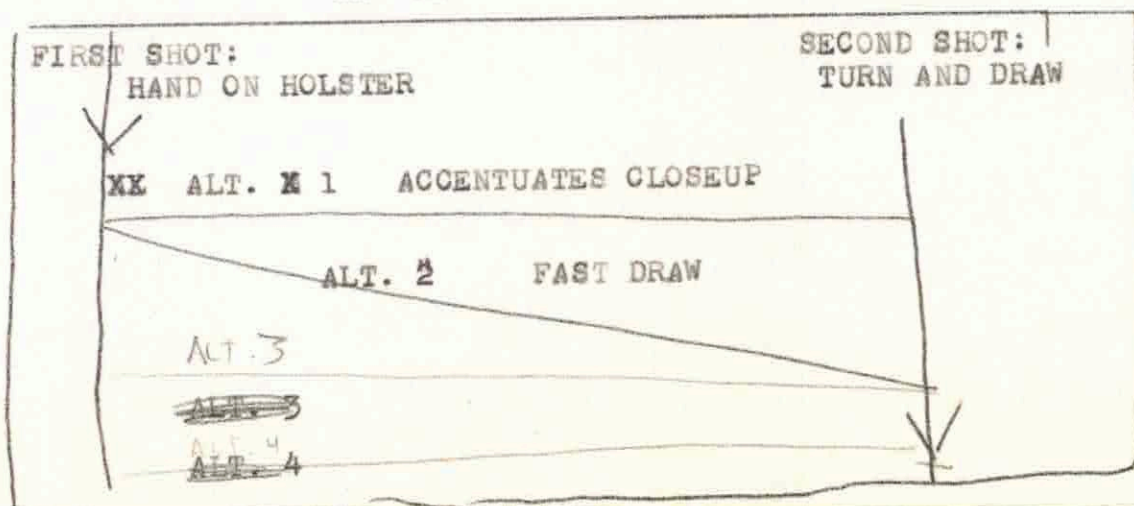 FIRST SHOT:
HAND ON HOLSTER
SECOND SHOT:
TURN AND DRAW
XX ALT. X 1 ACCENTUATES CLOSEUP
ALT. 2 FAST DRAW
ALT. 3
ALT. 3
ALT. 4
ALT. 4